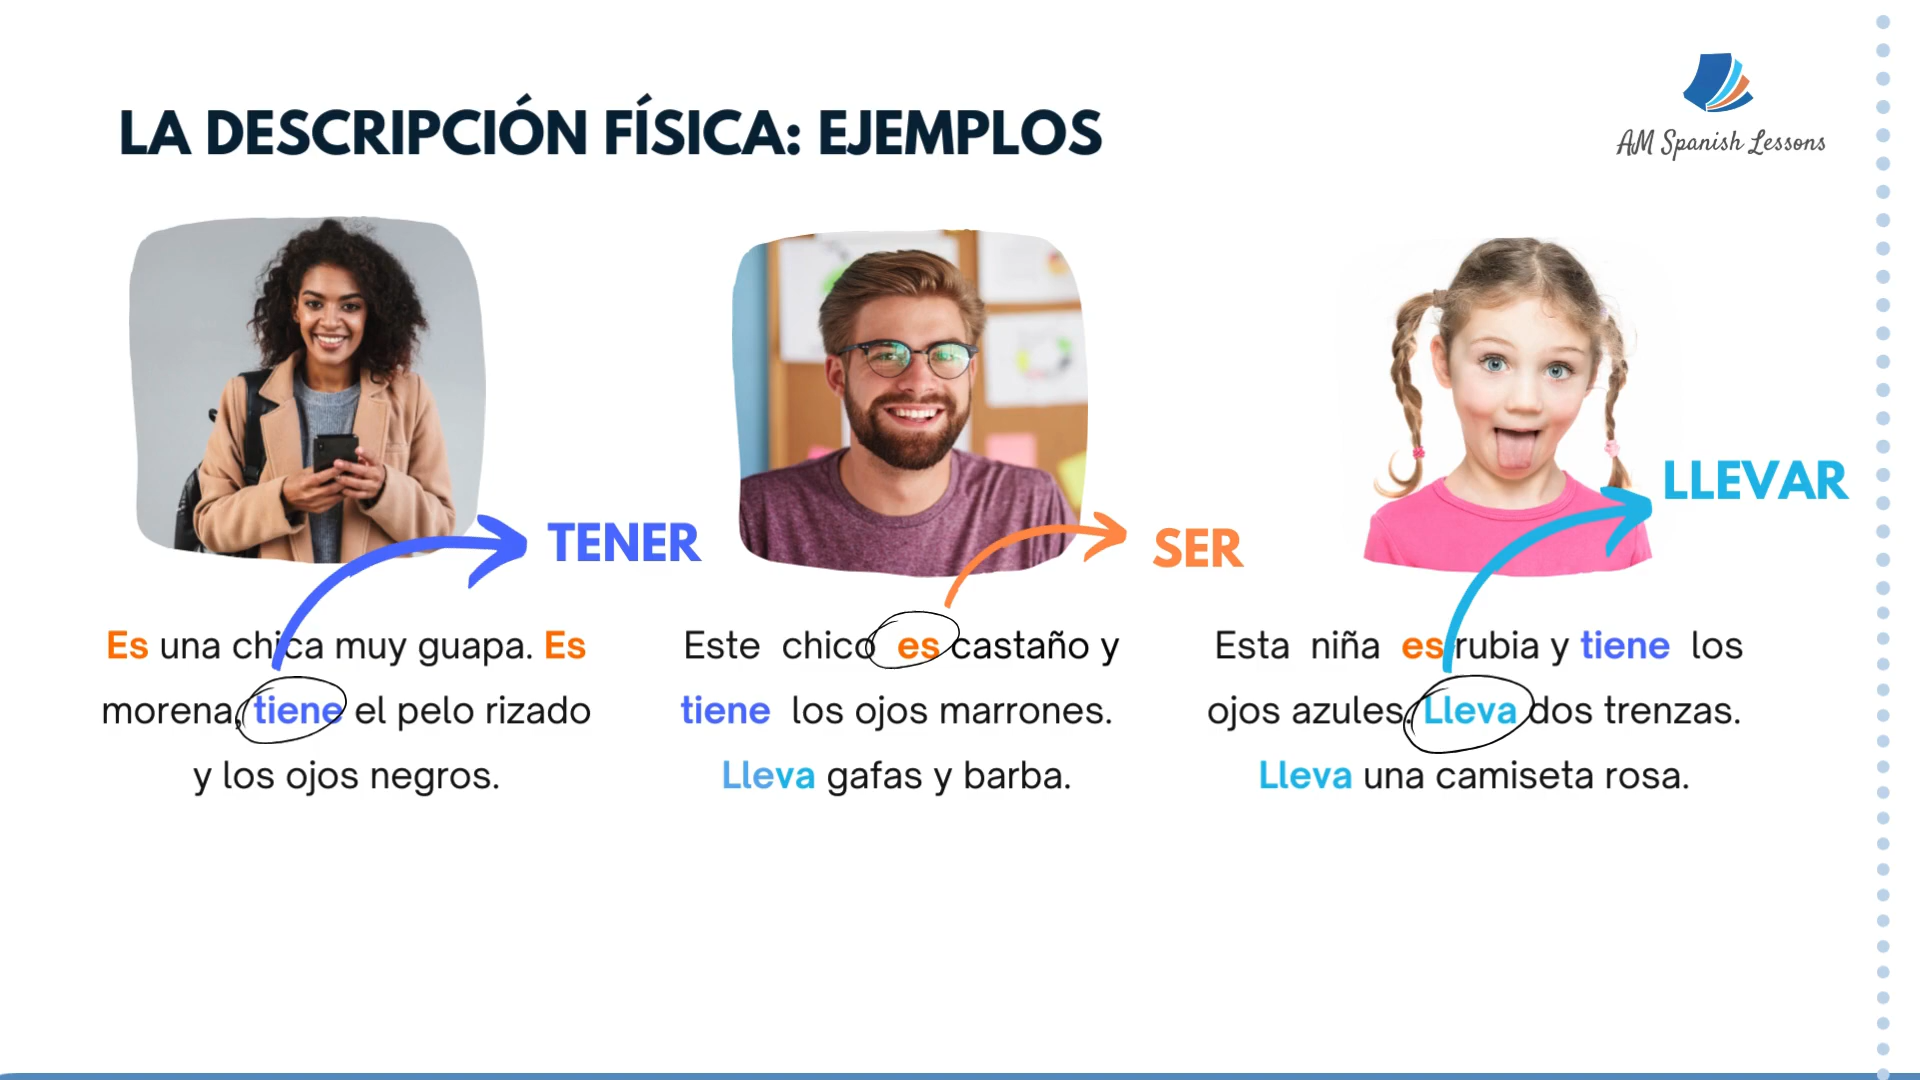 LA DESCRIPCIÓN FÍSICA: EJEMPLOS
AM Spanish Lessons
TENER
Es una chica muy guapa. Es
morena, tiene el pelo rizado
y los ojos negros.
SER
Este chico es castaño y
tiene los ojos marrones.
Lleva gafas y barba.
LLEVAR
Esta niña es rubia y tiene los
ojos azules. Lleva dos trenzas.
Lleva una camiseta rosa.